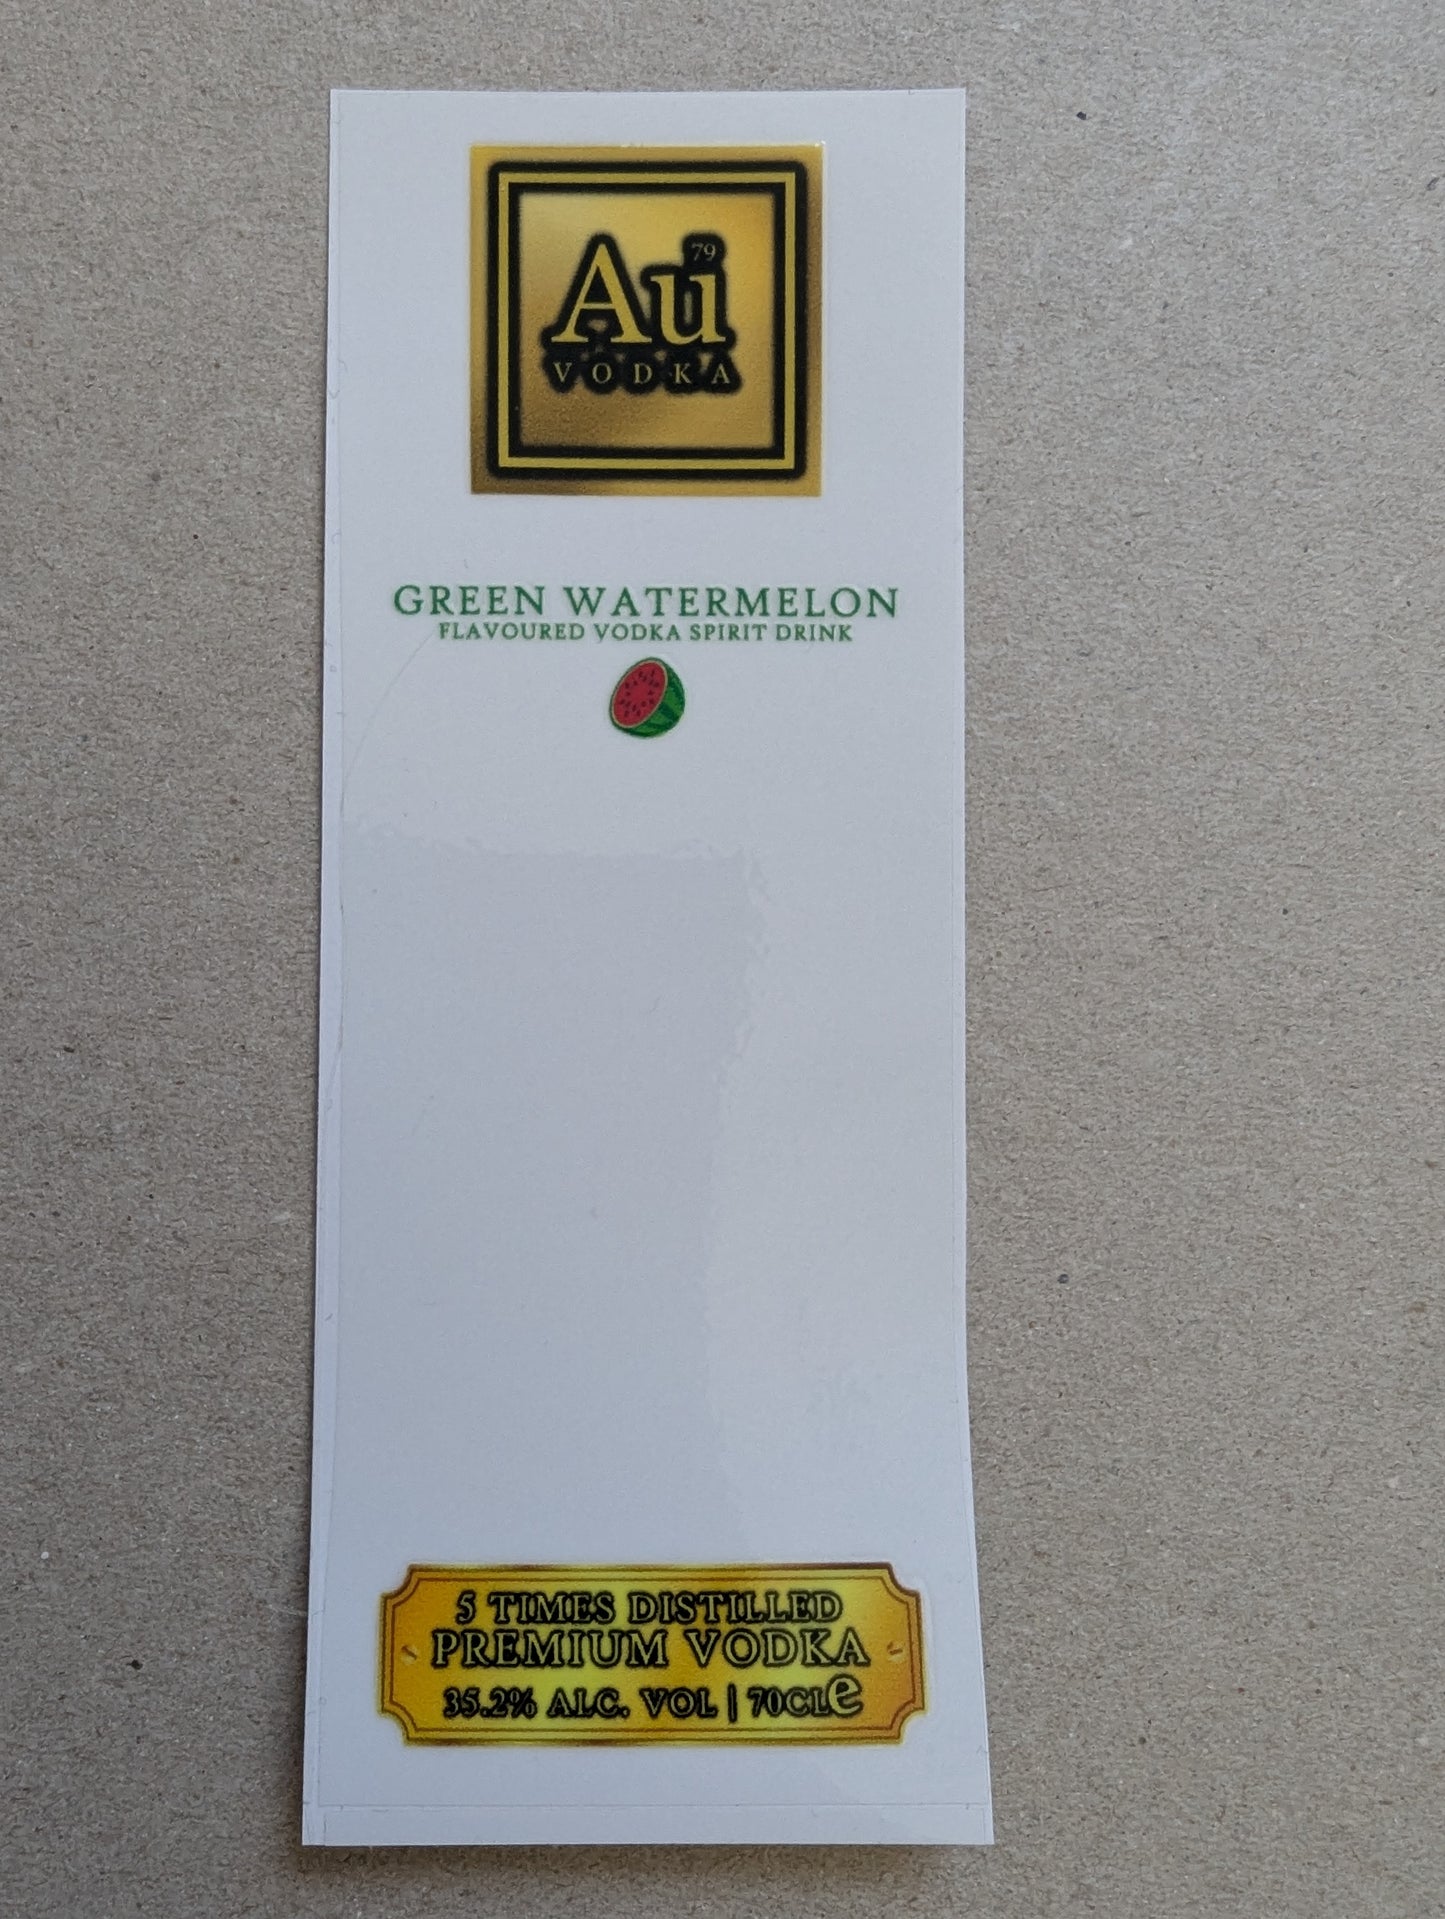 Au 79
VODKA
GREEN WATERMELON
FLAVOURED VODKA SPIRIT DRINK
5 TIMES DISTILLED
PREMIUM VODKA
35.2% ALC. VOL | 70CLe